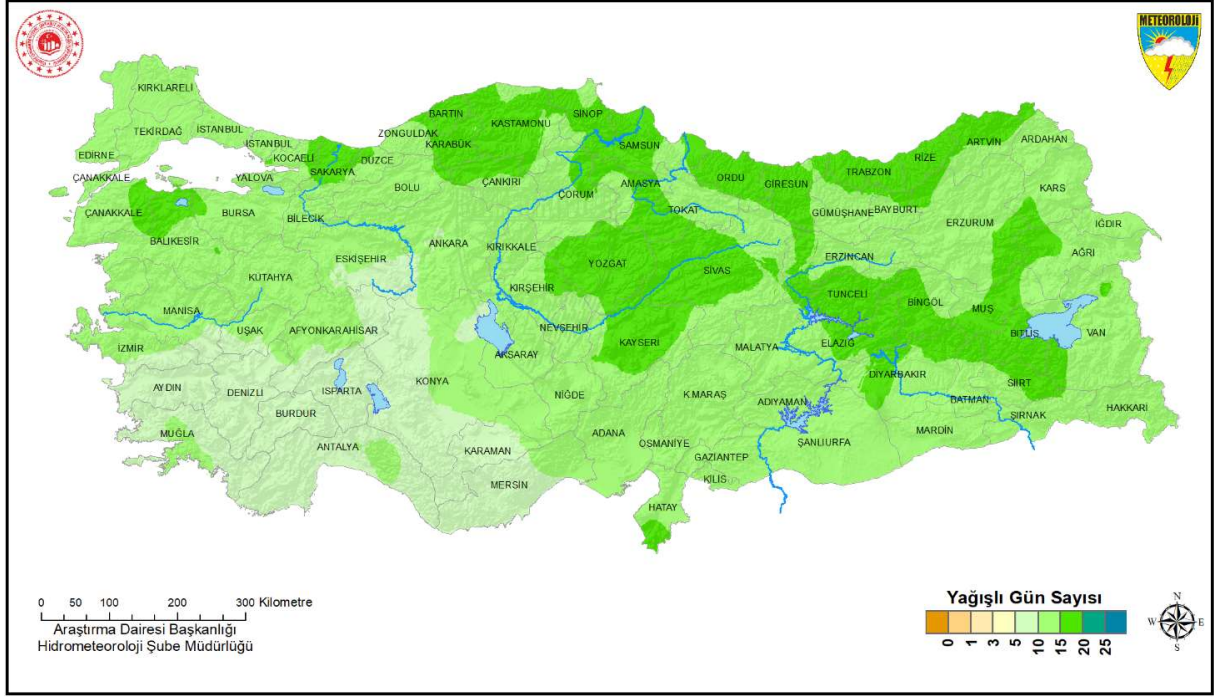 METEOROLOJİ
KIRKLARELİ
TEKİRDAĞ
İSTANBUL
EDİRNE
ÇANAKKALE
İSTANBUL
KOCAELİ
YALOVA
SAKARYA
DÜZCE
ZONGULDAK
BARTIN
KARABÜK
KASTAMONU
SİNOP
SAMSUN
ORDU
GİRESUN
TRABZON
RİZE
ARTVİN
ARDAHAN
KARS
IĞDIR
AĞRI
ERZURUM
GÜMÜŞHANE
BAYBURT
ERZİNCAN
ÇANAKKALE
BALIKESİR
BURSA
BİLECİK
BOLU
ÇANKIRI
ÇORUM
AMASYA
TOKAT
ESKİŞEHİR
ANKARA
KIRIKKALE
YOZGAT
SİVAS
KÜTAHYA
KIRŞEHİR
TUNCELİ
BİNGÖL
MUŞ
BİTLİS
VAN
MANİSA
UŞAK
AFYONKARAHİSAR
NEVŞEHİR
KAYSERİ
MALATYA
ELAZIĞ
İZMİR
AKSARAY
DİYARBAKIR
SİİRT
AYDIN
DENİZLİ
ISPARTA
KONYA
NİĞDE
K.MARAŞ
ADIYAMAN
BATMAN
ŞIRNAK
HAKKARİ
BURDUR
MUĞLA
ANTALYA
KARAMAN
ADANA
OSMANİYE
GAZİANTEP
ŞANLIURFA
MARDİN
MERSİN
KİLİS
HATAY
0 50 100 200 300 Kilometre
Araştırma Dairesi Başkanlığı
Hidrometeoroloji Şube Müdürlüğü
Yağışlı Gün Sayısı
0 1 3 5 10 15 20 25
N
W E
S